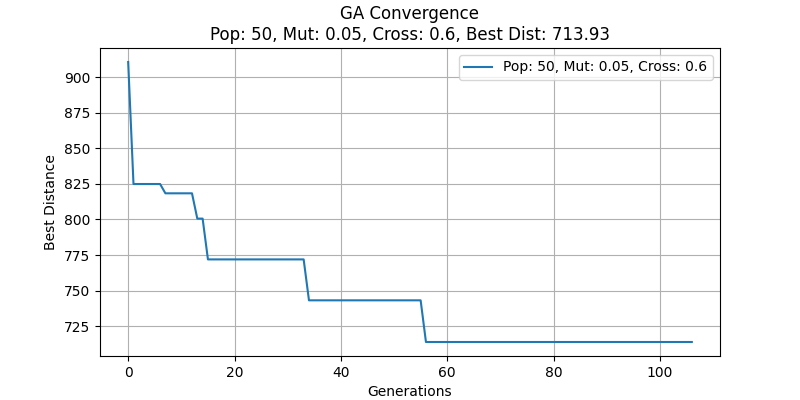 GA Convergence
Pop: 50, Mut: 0.05, Cross: 0.6, Best Dist: 713.93
Pop: 50, Mut: 0.05, Cross: 0.6
Best Distance
900
875
850
825
800
775
750
725
0 20 40 60 80 100
Generations